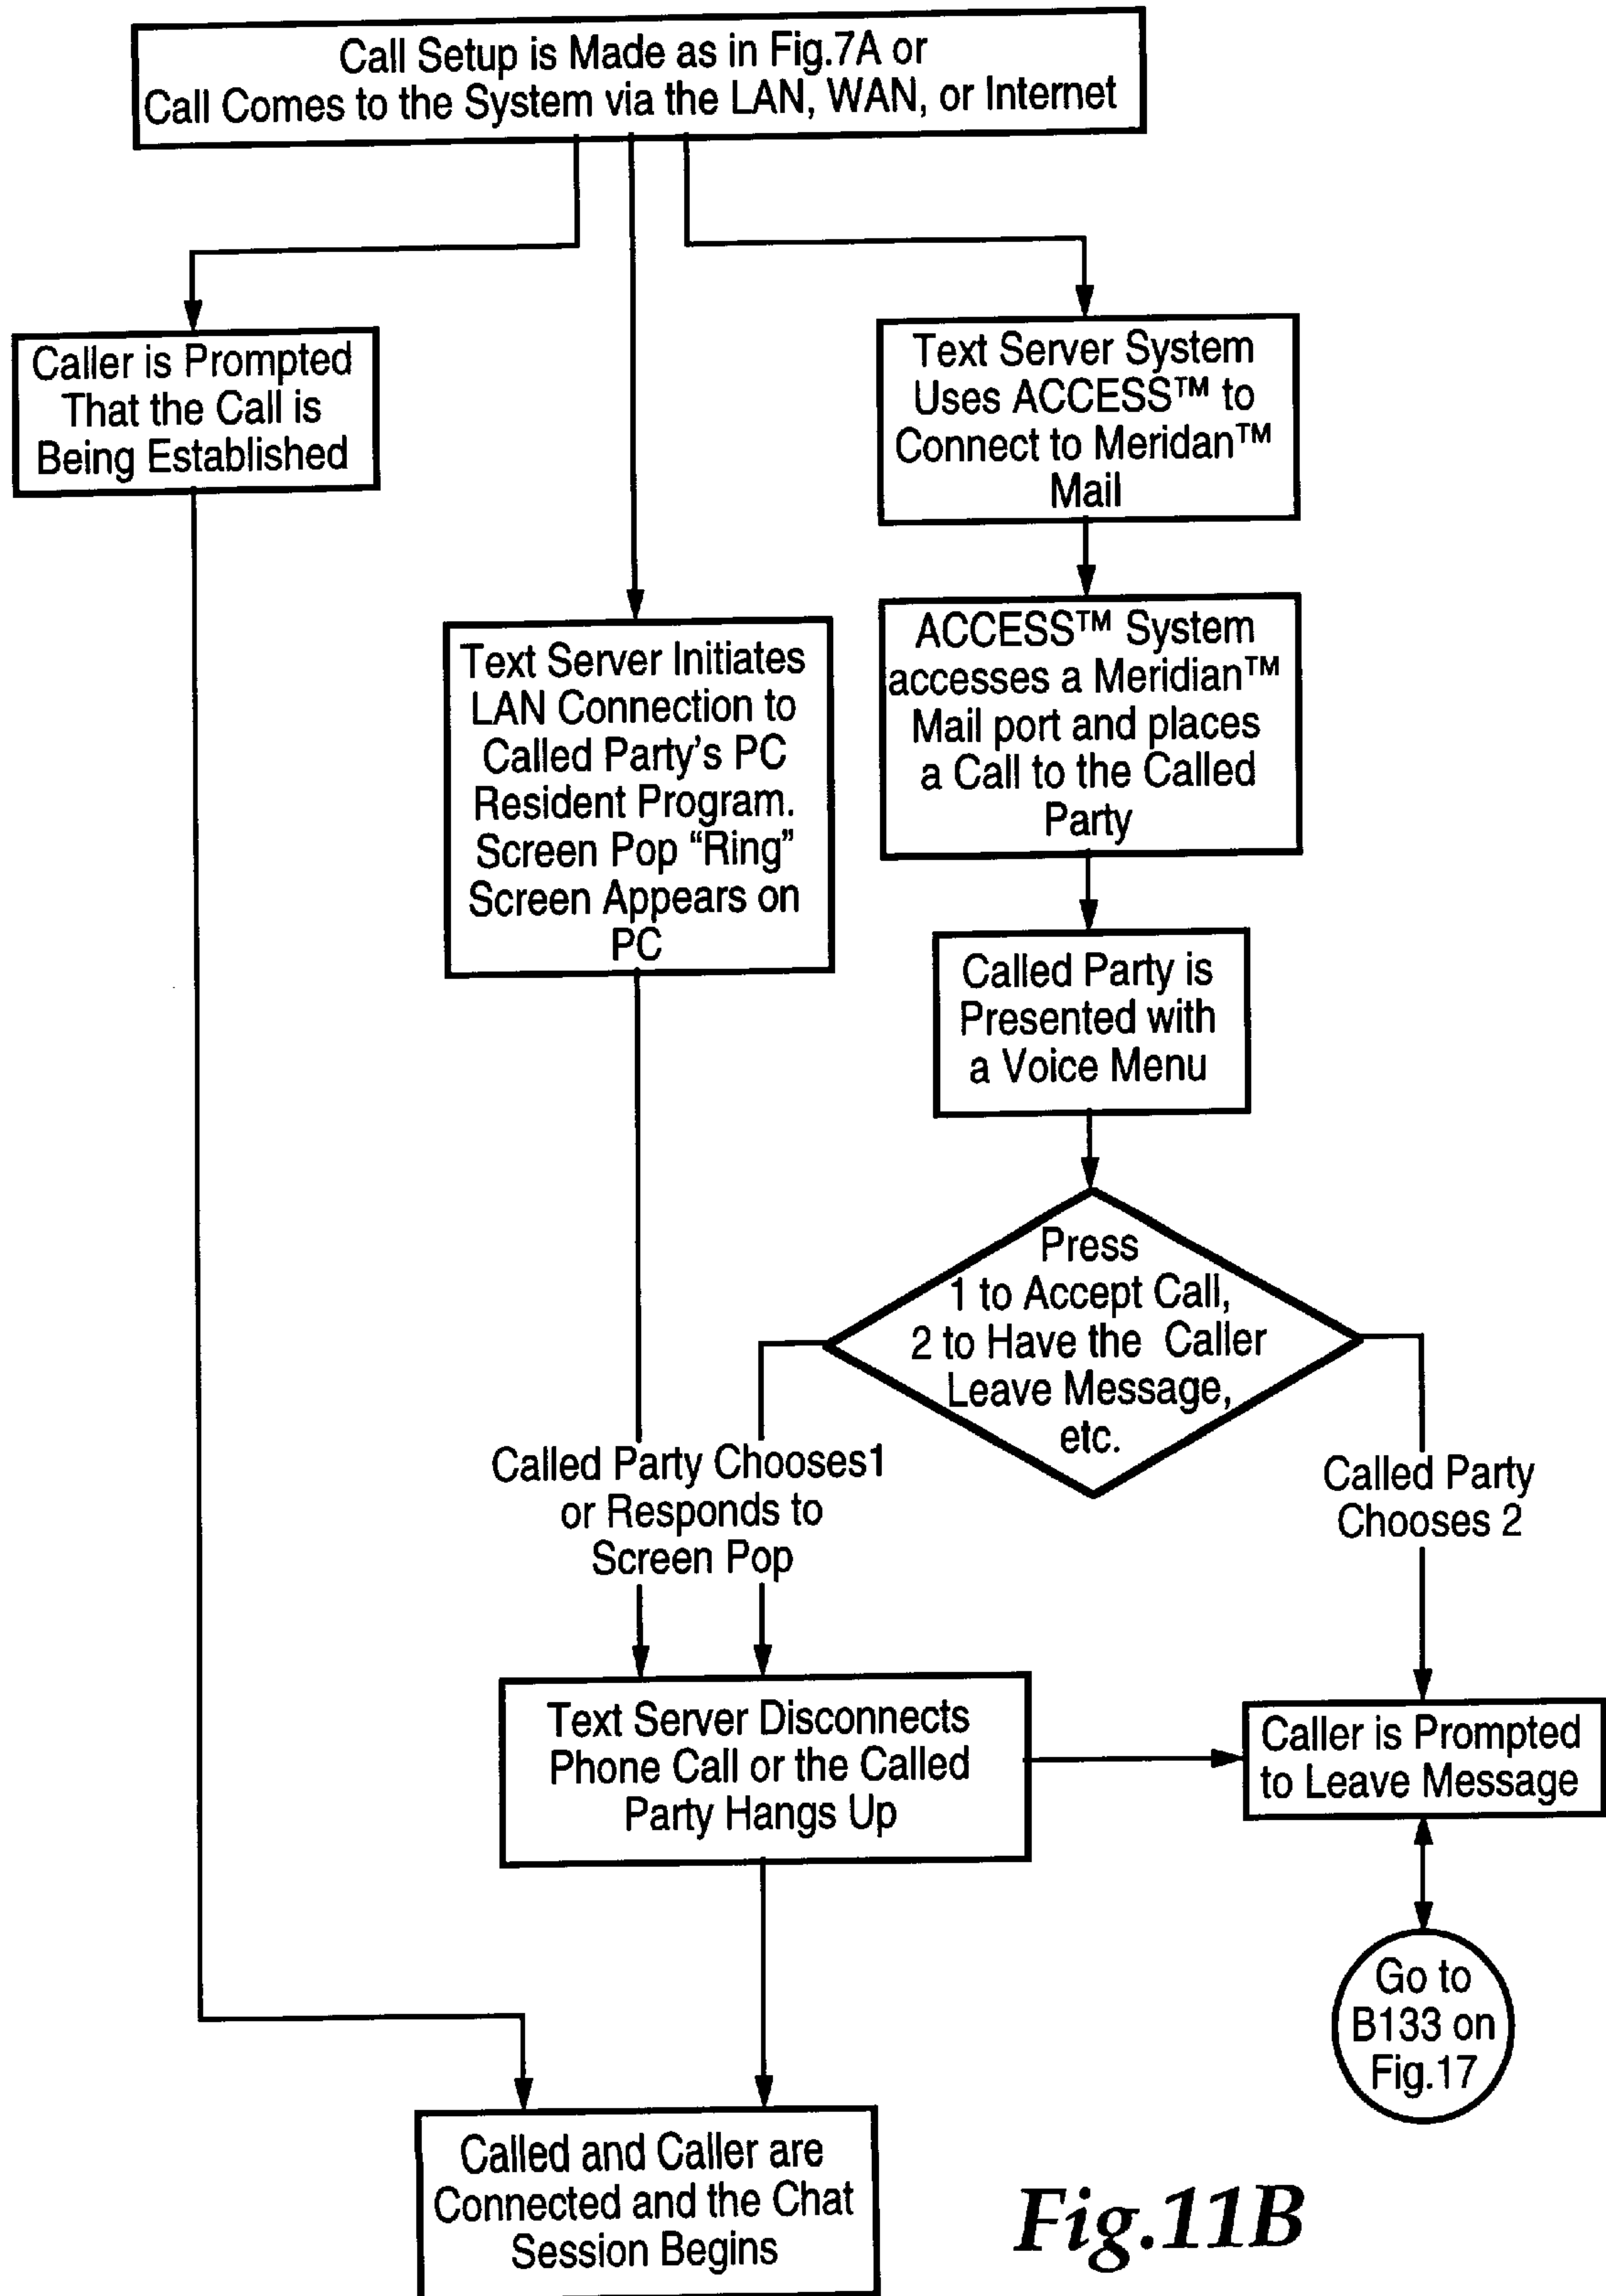 Call Setup is Made as in Fig.7A or
Call Comes to the System via the LAN, WAN, or Internet
Caller is Prompted
That the Call is
Being Established
Text Server System
Uses ACCESS™ to
Connect to Meridan™
Mail
ACCESS™ System
accesses a Meridian™
Mail port and places
a Call to the Called
Party
Text Server Initiates
LAN Connection to
Called Party's PC
Resident Program.
Screen Pop “Ring”
Screen Appears on
PC
Called Party is
Presented with
a Voice Menu
Press
1 to Accept Call,
2 to Have the Caller
Leave Message,
etc.
Called Party Chooses1
or Responds to
Screen Pop
Called Party
Chooses 2
Text Server Disconnects
Phone Call or the Called
Party Hangs Up
Caller is Prompted
to Leave Message
Go to
B133 on
Fig.17
Called and Caller are
Connected and the Chat
Session Begins
Fig.11B